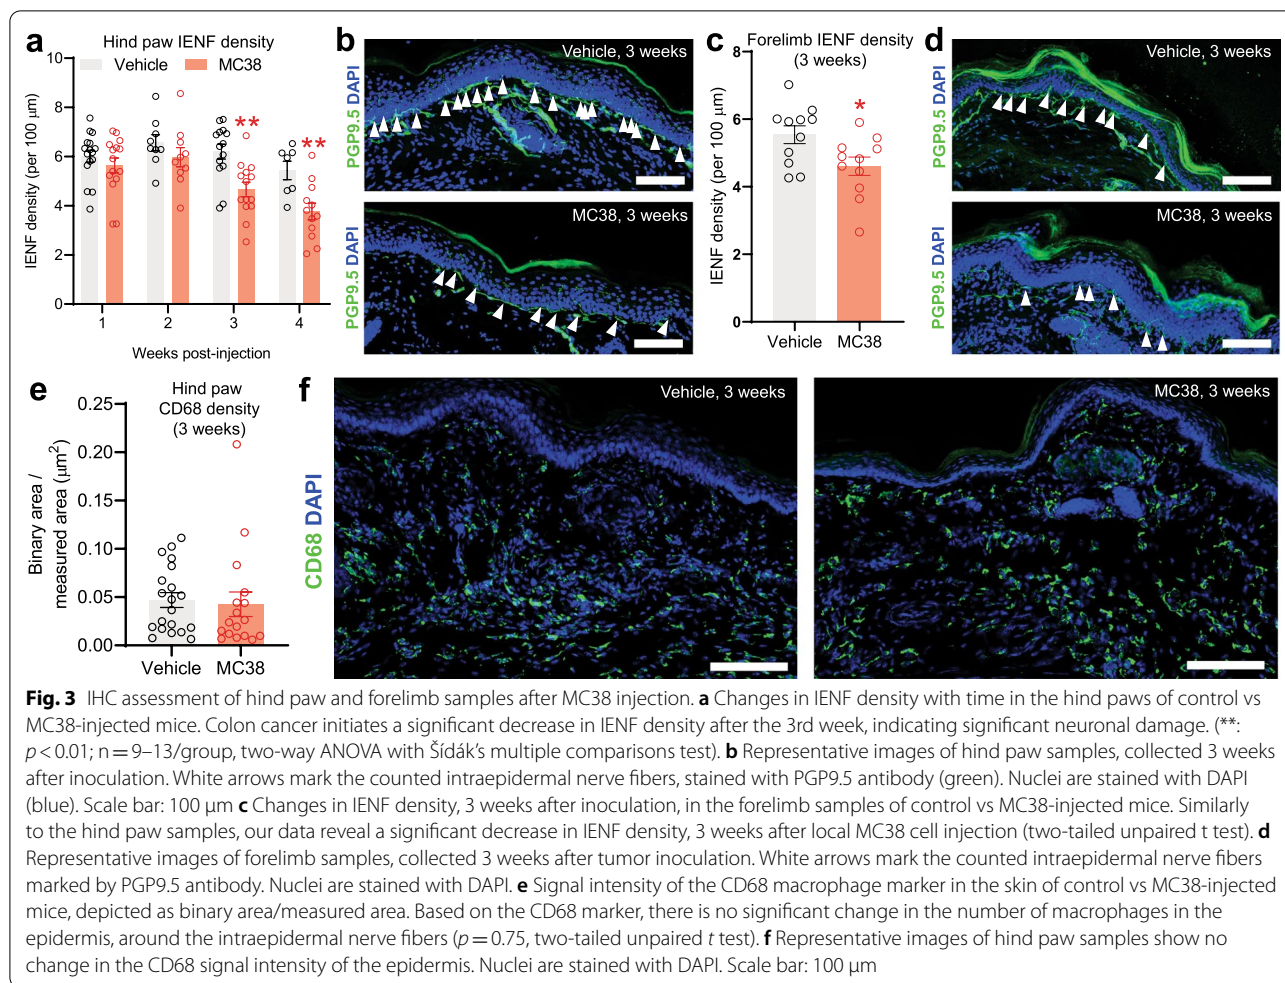 a
Hind paw IENF density
Vehicle MC38
IENF density (per 100 µm)
10
8
6
4
2
0
**
**
1 2 3 4
Weeks post-injection
b
Vehicle, 3 weeks
PGP9.5 DAPI
MC38, 3 weeks
PGP9.5 DAPI
c
Forelimb IENF density
(3 weeks)
IENF density (per 100 µm)
8
6
4
2
0
*
Vehicle MC38
d
Vehicle, 3 weeks
PGP9.5 DAPI
MC38, 3 weeks
PGP9.5 DAPI
e
Hind paw
CD68 density
(3 weeks)
Binary area /
measured area (µm²)
0.25
0.20
0.15
0.10
0.05
0.00
Vehicle MC38
f
Vehicle, 3 weeks
MC38, 3 weeks
CD68 DAPI
Fig. 3 IHC assessment of hind paw and forelimb samples after MC38 injection. a Changes in IENF density with time in the hind paws of control vs
MC38-injected mice. Colon cancer initiates a significant decrease in IENF density after the 3rd week, indicating significant neuronal damage. (**:
p < 0.01; n = 9–13/group, two-way ANOVA with Šídák's multiple comparisons test). b Representative images of hind paw samples, collected 3 weeks
after inoculation. White arrows mark the counted intraepidermal nerve fibers, stained with PGP9.5 antibody (green). Nuclei are stained with DAPI
(blue). Scale bar: 100 µm c Changes in IENF density, 3 weeks after inoculation, in the forelimb samples of control vs MC38-injected mice. Similarly
to the hind paw samples, our data reveal a significant decrease in IENF density, 3 weeks after local MC38 cell injection (two-tailed unpaired t test). d
Representative images of forelimb samples, collected 3 weeks after tumor inoculation. White arrows mark the counted intraepidermal nerve fibers
marked by PGP9.5 antibody. Nuclei are stained with DAPI. e Signal intensity of the CD68 macrophage marker in the skin of control vs MC38-injected
mice, depicted as binary area/measured area. Based on the CD68 marker, there is no significant change in the number of macrophages in the
epidermis, around the intraepidermal nerve fibers (p = 0.75, two-tailed unpaired t test). f Representative images of hind paw samples show no
change in the CD68 signal intensity of the epidermis. Nuclei are stained with DAPI. Scale bar: 100 µm